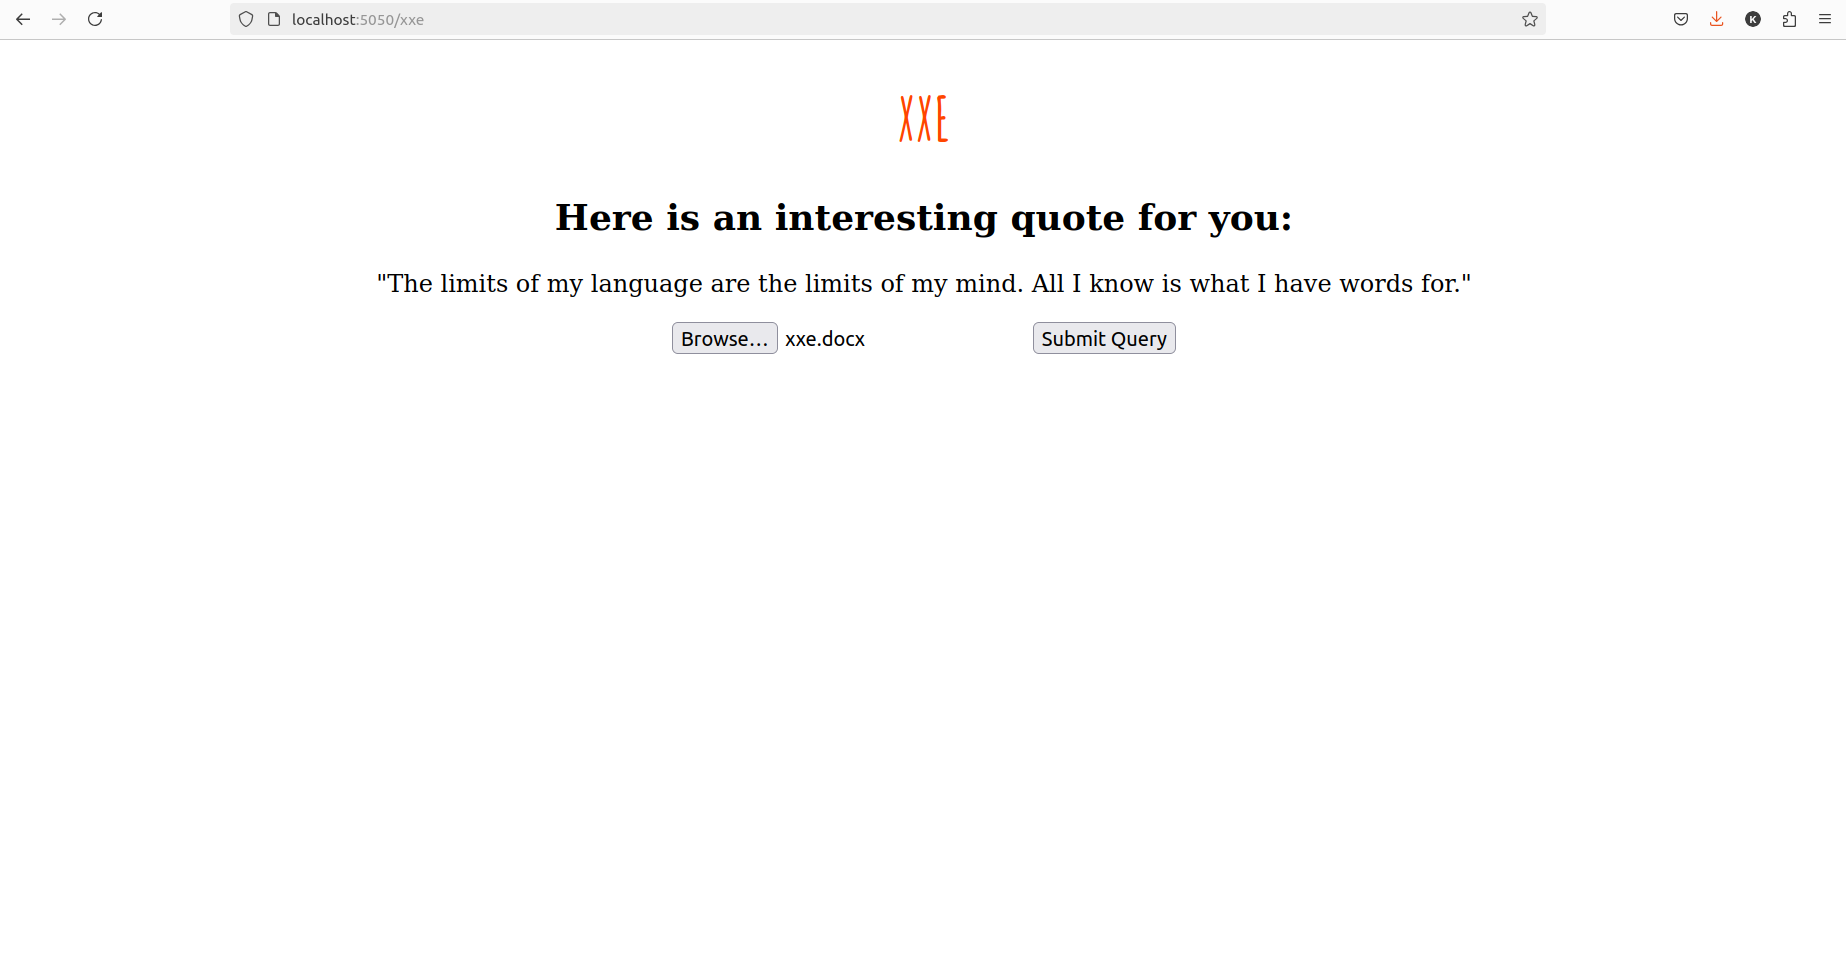 localhost:5050/xxe
K
XXE
Here is an interesting quote for you:
"The limits of my language are the limits of my mind. All I know is what I have words for."
Browse... xxe.docx Submit Query